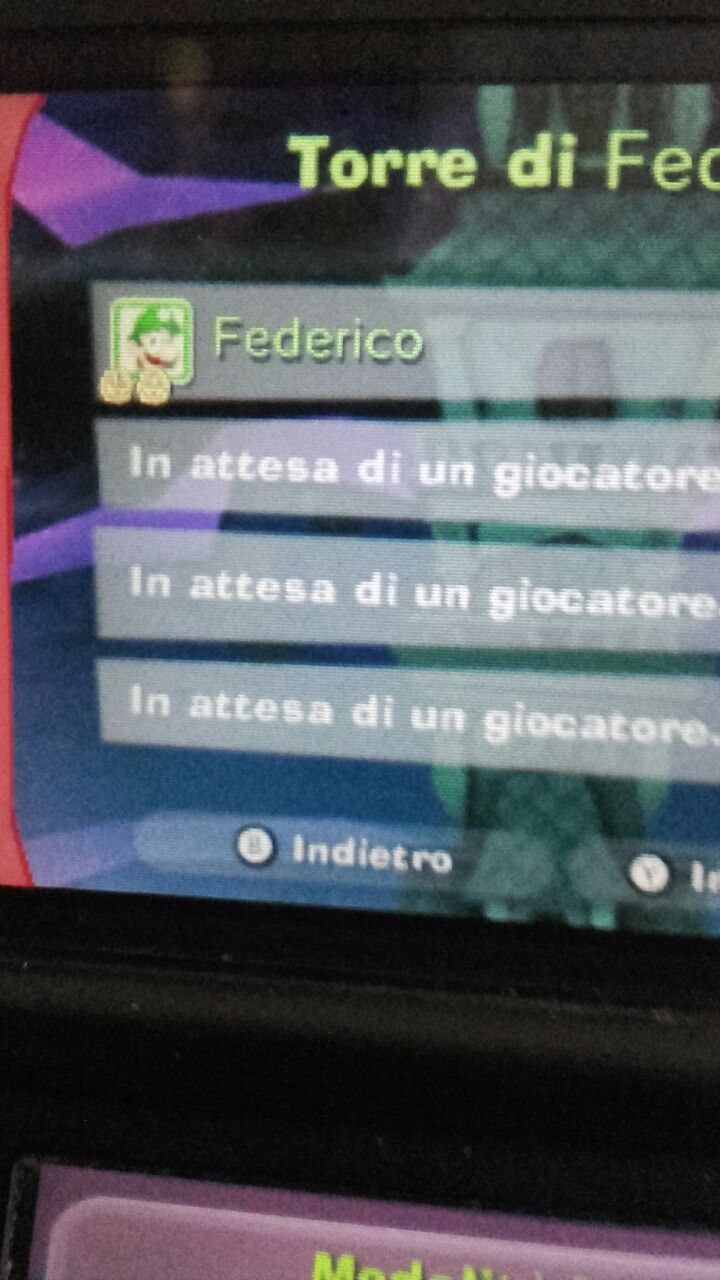 Torre di Fed
Federico
In attesa di un giocatore
In attesa di un giocatore
In attesa di un giocatore.
B Indietro
Y